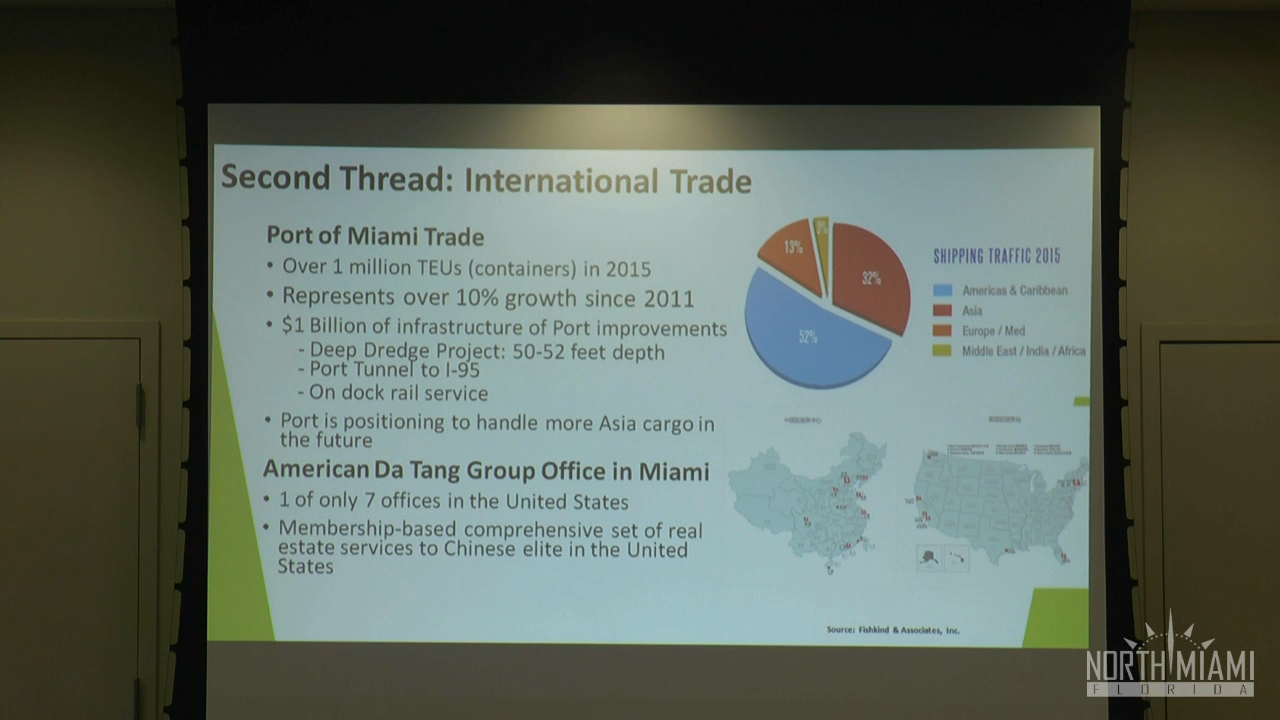 Second Thread: International Trade
Port of Miami Trade
• Over 1 million TEUs (containers) in 2015
• Represents over 10% growth since 2011
• $1 Billion of infrastructure of Port improvements
- Deep Dredge Project: 50-52 feet depth
- Port Tunnel to I-95
- On dock rail service
• Port is positioning to handle more Asia cargo in
the future
American Da Tang Group Office in Miami
• 1 of only 7 offices in the United States
• Membership-based comprehensive set of real
estate services to Chinese elite in the United
States
13%
32%
52%
SHIPPING TRAFFIC 2015
Americas & Caribbean
Asia
Europe / Med
Middle East / India / Africa
Source: Fishkind & Associates, Inc.
NORTH MIAMI
FLORIDA